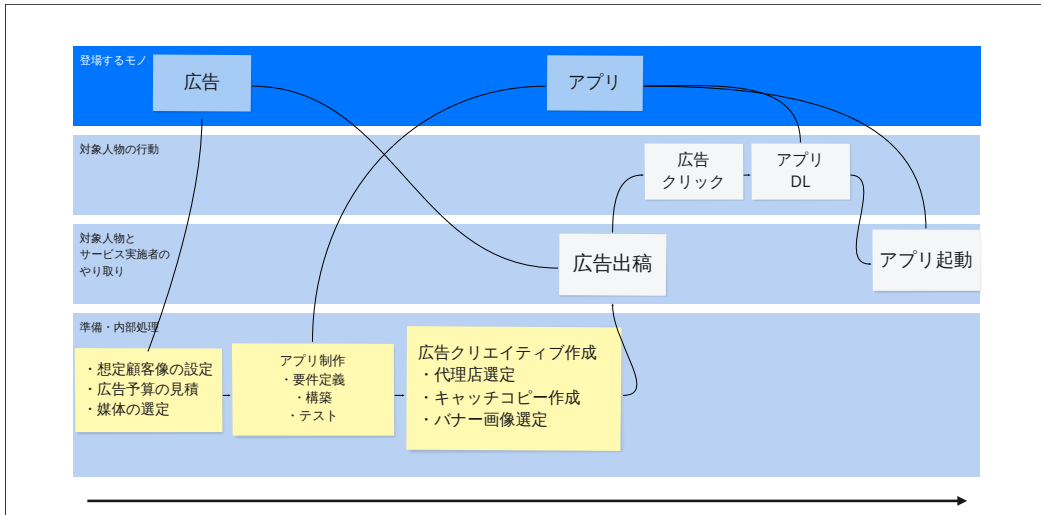 登場するモノ
広告
アプリ
対象人物の行動
広告
クリック
アプリ
DL
対象人物と
サービス実施者の
やり取り
広告出稿
アプリ起動
準備・内部処理
・想定顧客像の設定
・広告予算の見積
・媒体の選定
アプリ制作
・要件定義
・構築
・テスト
広告クリエイティブ作成
・代理店選定
・キャッチコピー作成
・バナー画像選定